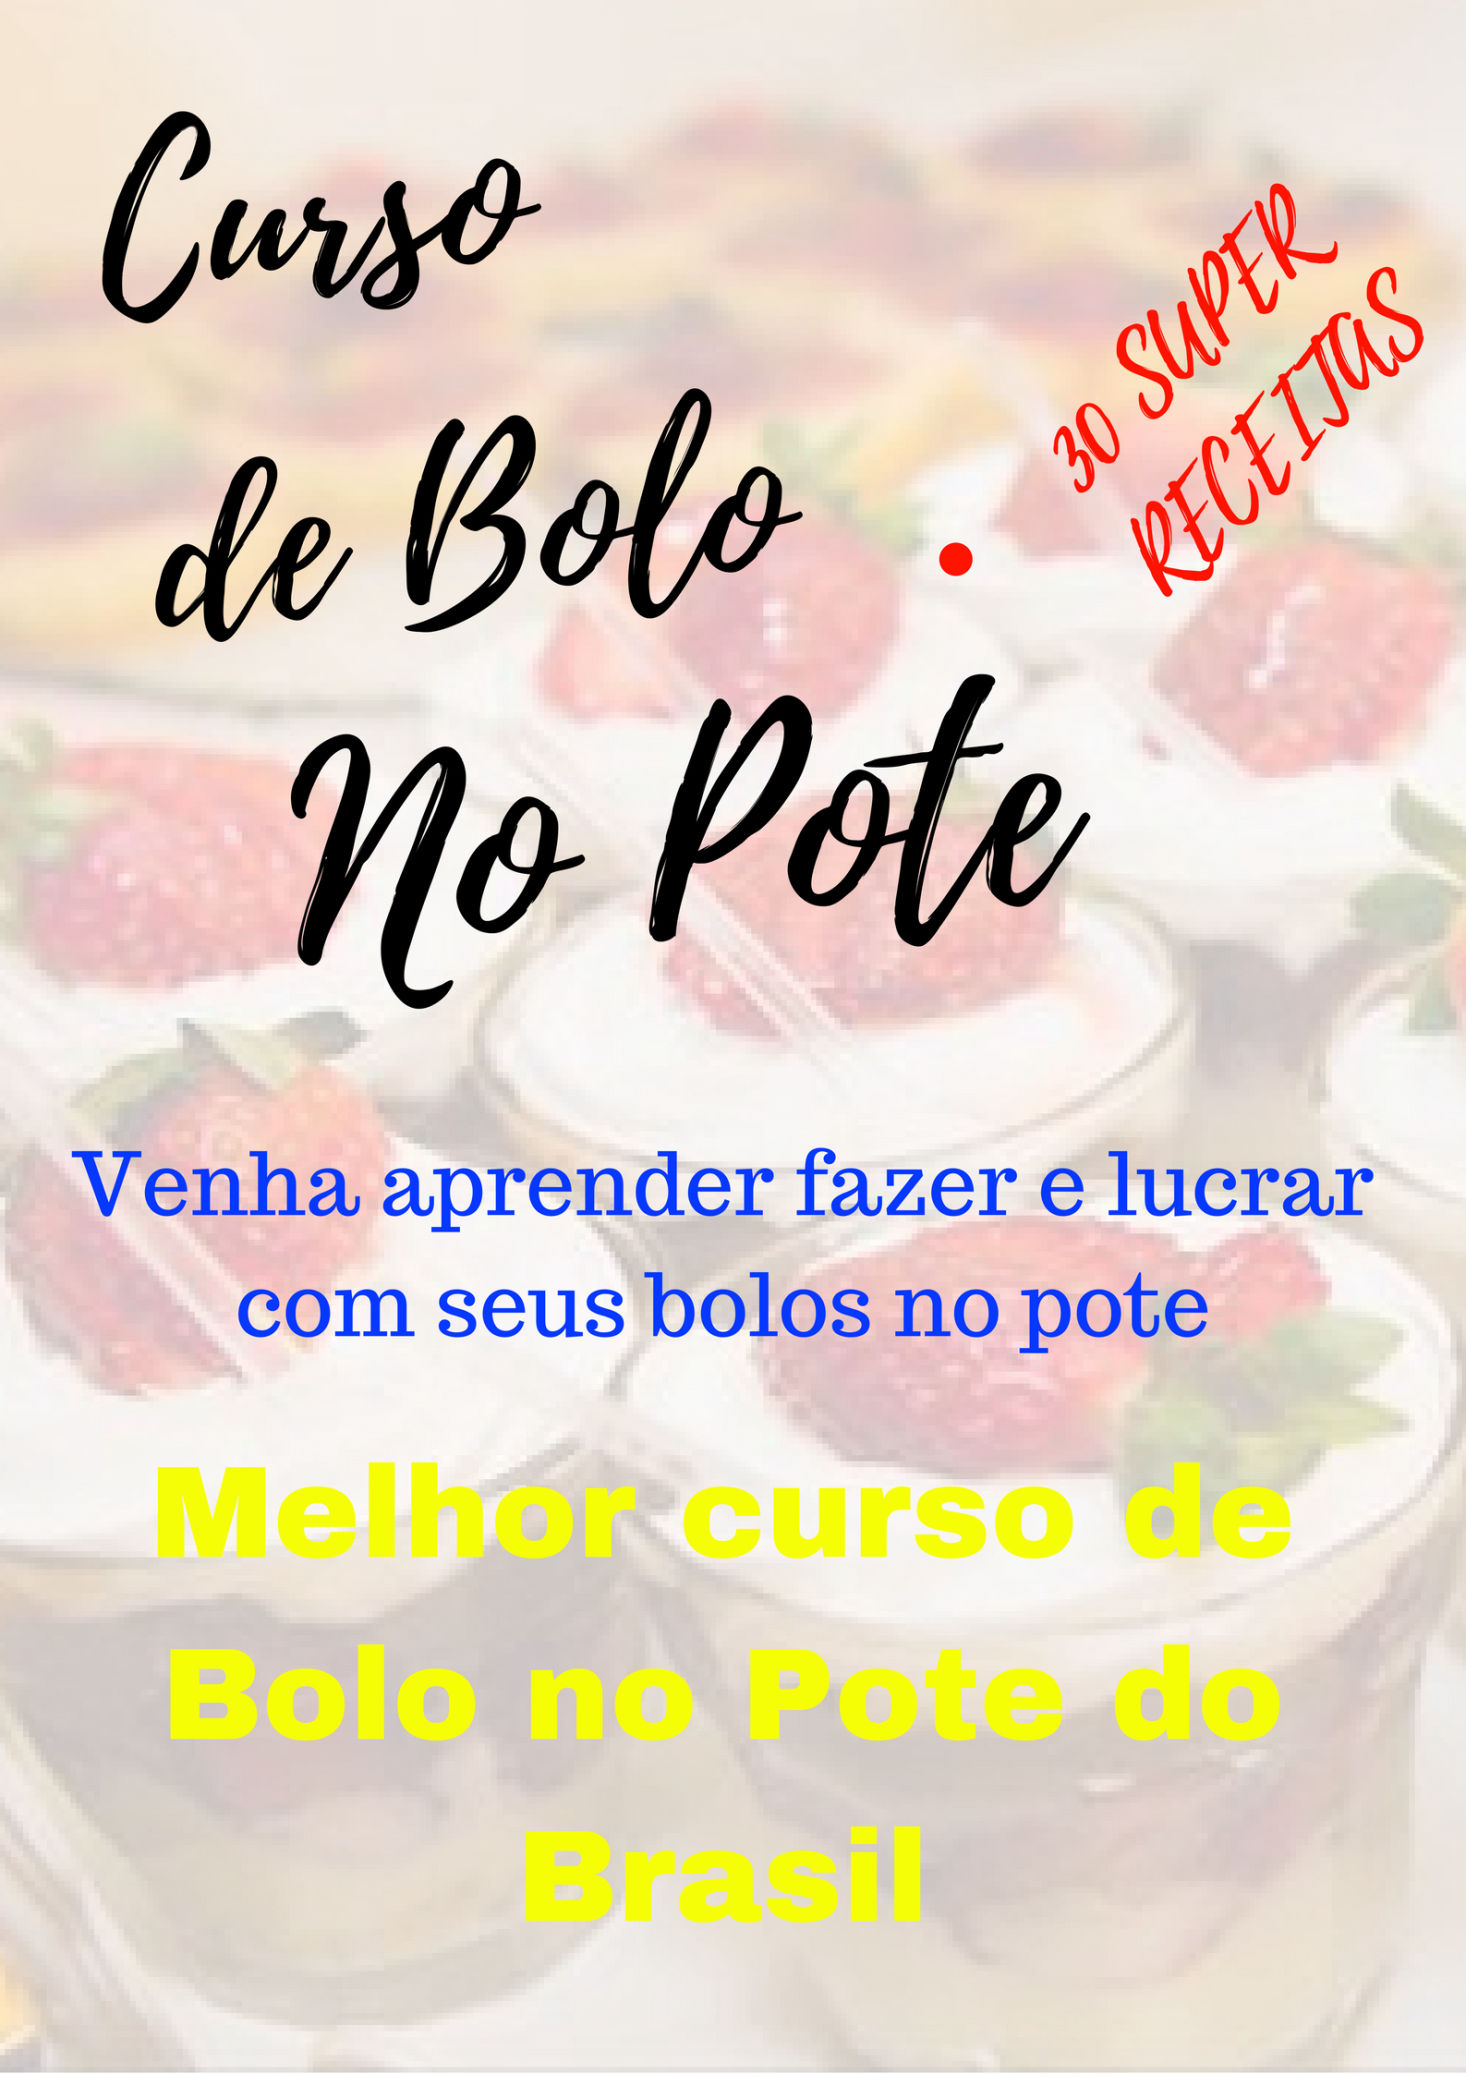 Curso
de Bolo
No Pote
30 SUPER
RECEITAS
Venha aprender fazer e lucrar
com seus bolos no pote
Melhor curso de
Bolo no Pote do
Brasil